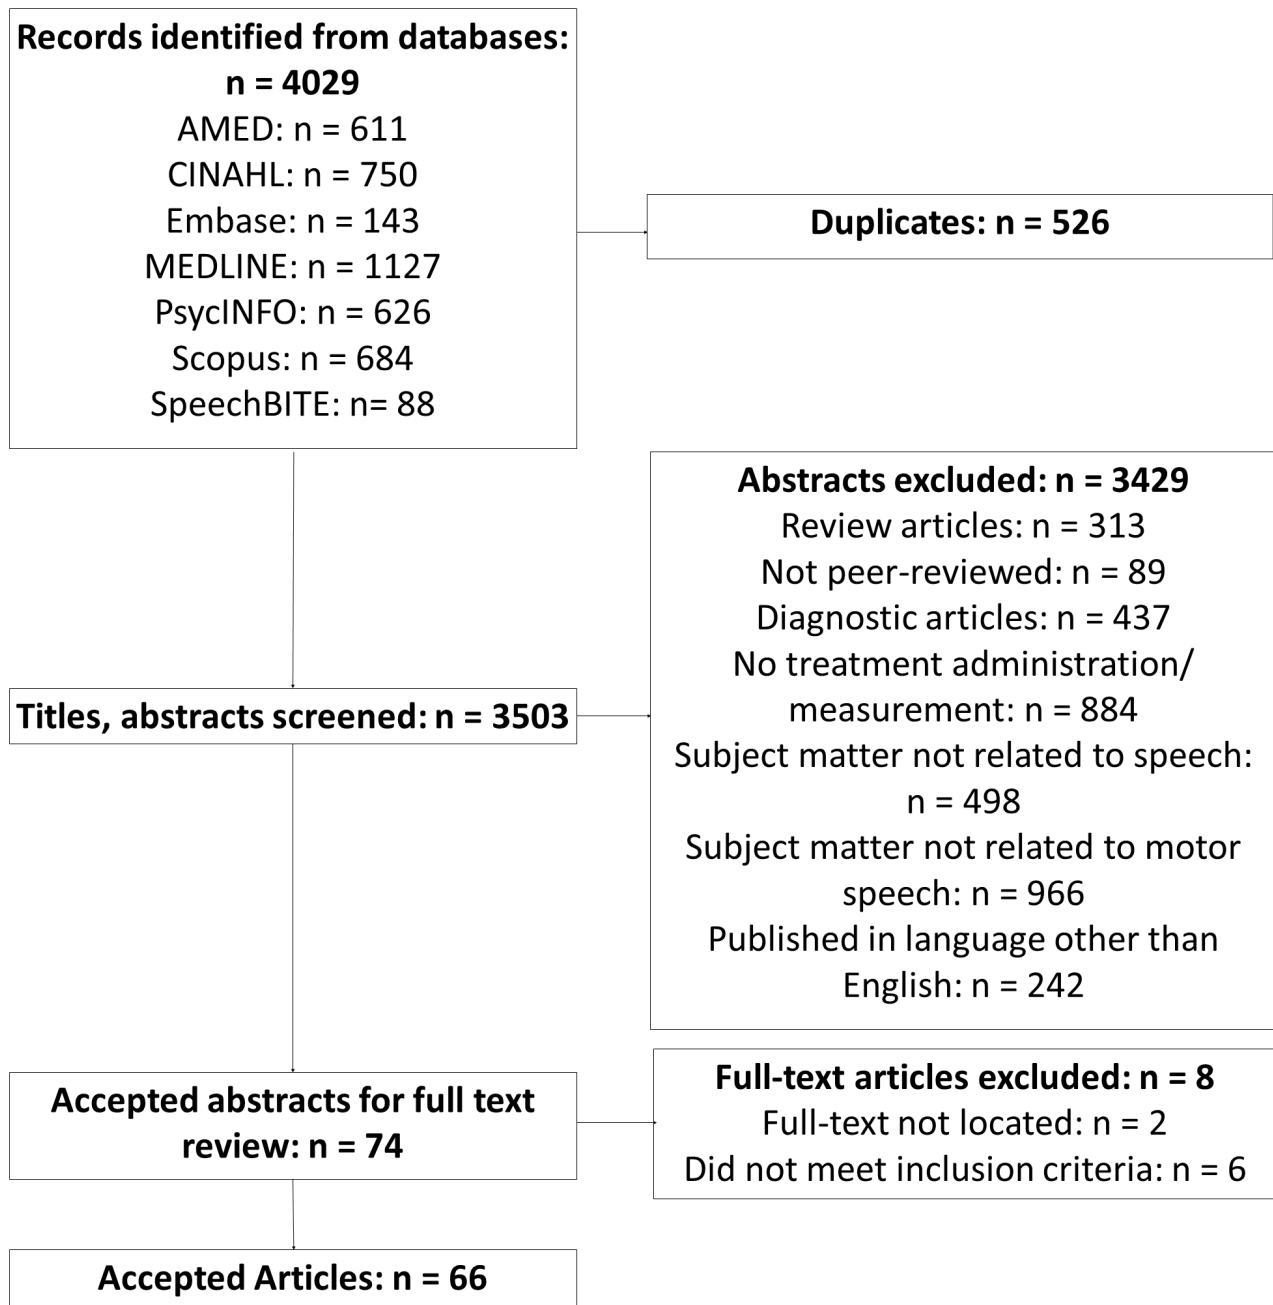 Records identified from databases:
n = 4029
AMED: n = 611
CINAHL: n = 750
Embase: n = 143
MEDLINE: n = 1127
PsycINFO: n = 626
Scopus: n = 684
SpeechBITE: n= 88
Duplicates: n = 526
Titles, abstracts screened: n = 3503
Abstracts excluded: n = 3429
Review articles: n = 313
Not peer-reviewed: n = 89
Diagnostic articles: n = 437
No treatment administration/
measurement: n = 884
Subject matter not related to speech:
n = 498
Subject matter not related to motor
speech: n = 966
Published in language other than
English: n = 242
Accepted abstracts for full text
review: n = 74
Full-text articles excluded: n = 8
Full-text not located: n = 2
Did not meet inclusion criteria: n = 6
Accepted Articles: n = 66